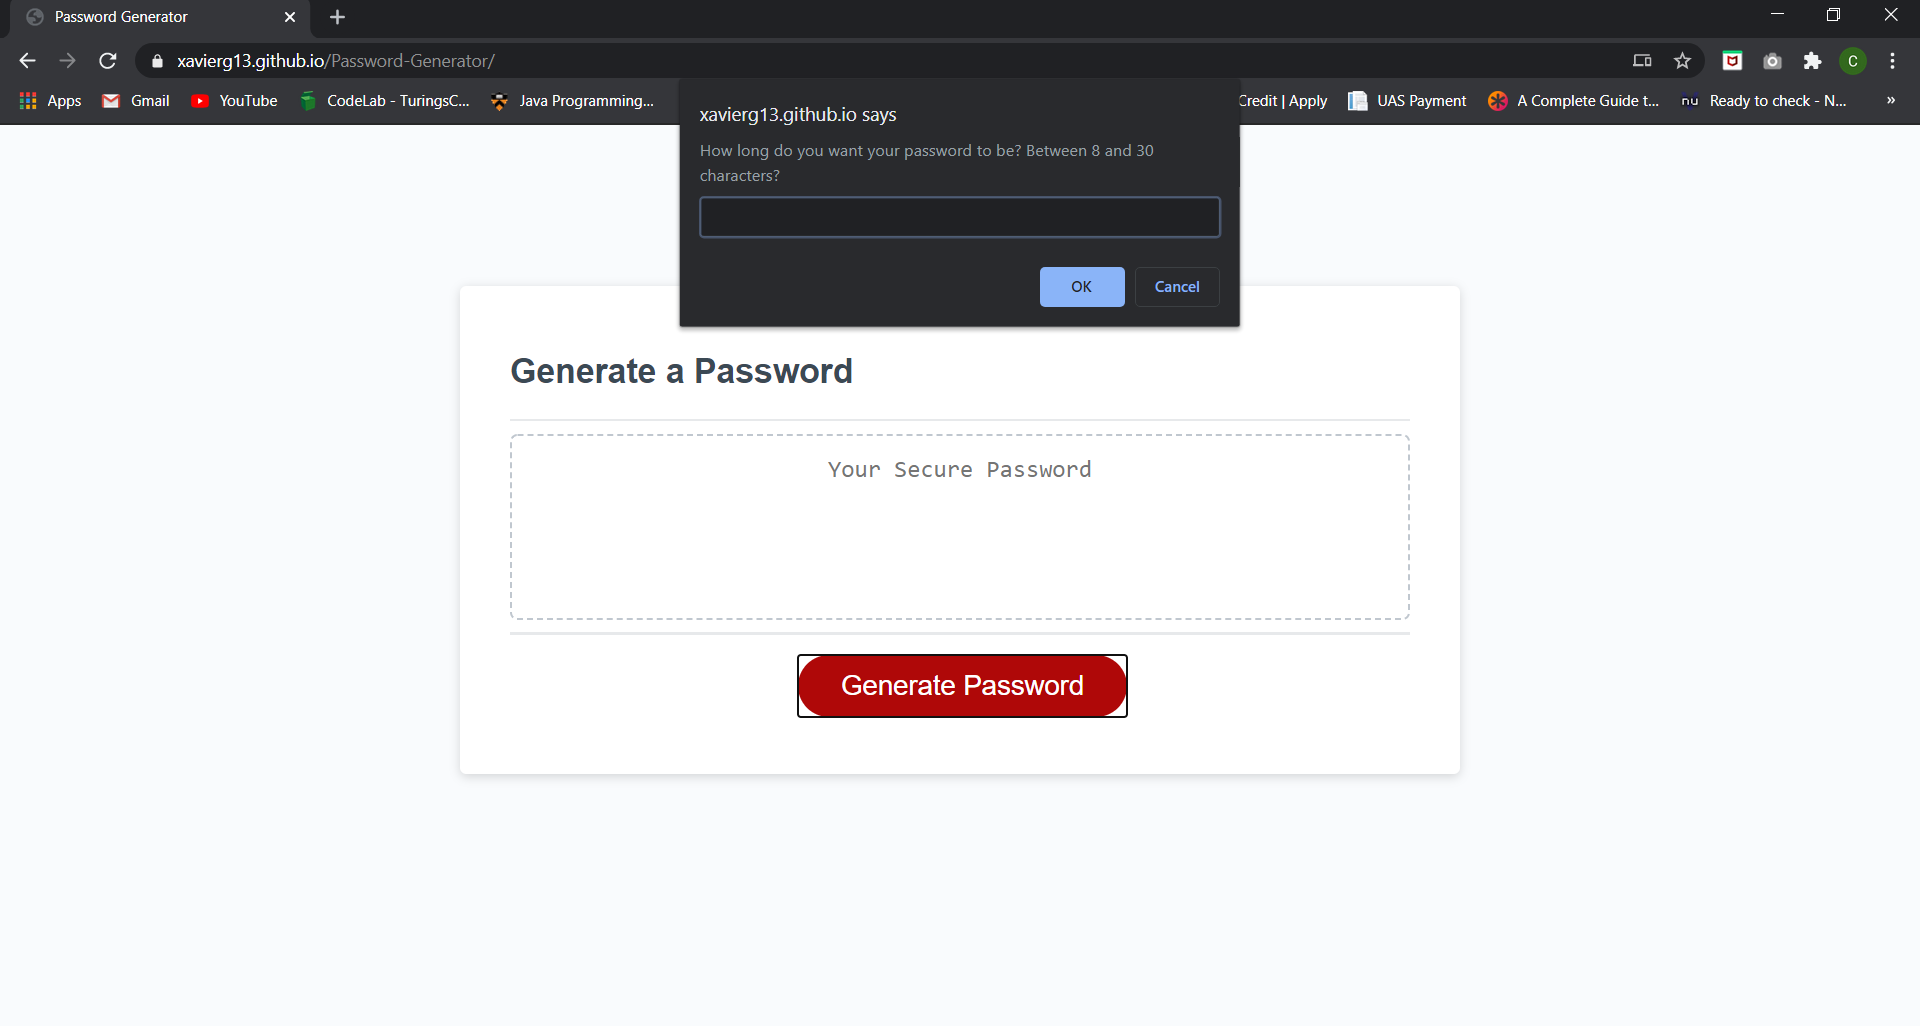 Password Generator
xavierg13.github.io/Password-Generator/
C
Apps
Gmail
YouTube
CodeLab - TuringsC...
Java Programming...
Credit | Apply
UAS Payment
A Complete Guide t...
nu
Ready to check - N...
»
xavierg13.github.io says
How long do you want your password to be? Between 8 and 30
characters?
OK
Cancel
Generate a Password
Your Secure Password
Generate Password